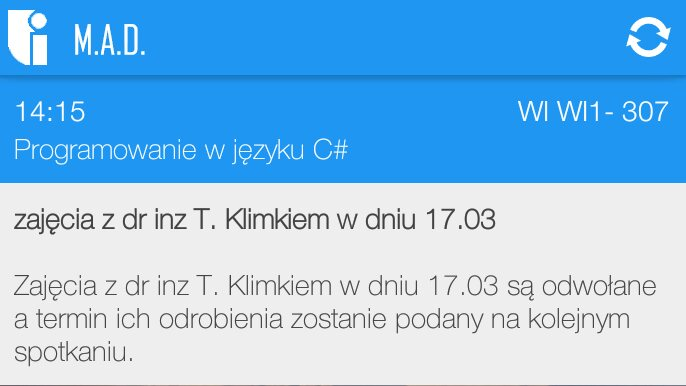 M.A.D.
14:15 WI WI1- 307
Programowanie w języku C#
zajęcia z dr inz T. Klimkiem w dniu 17.03
Zajęcia z dr inz T. Klimkiem w dniu 17.03 są odwołane
a termin ich odrobienia zostanie podany na kolejnym
spotkaniu.